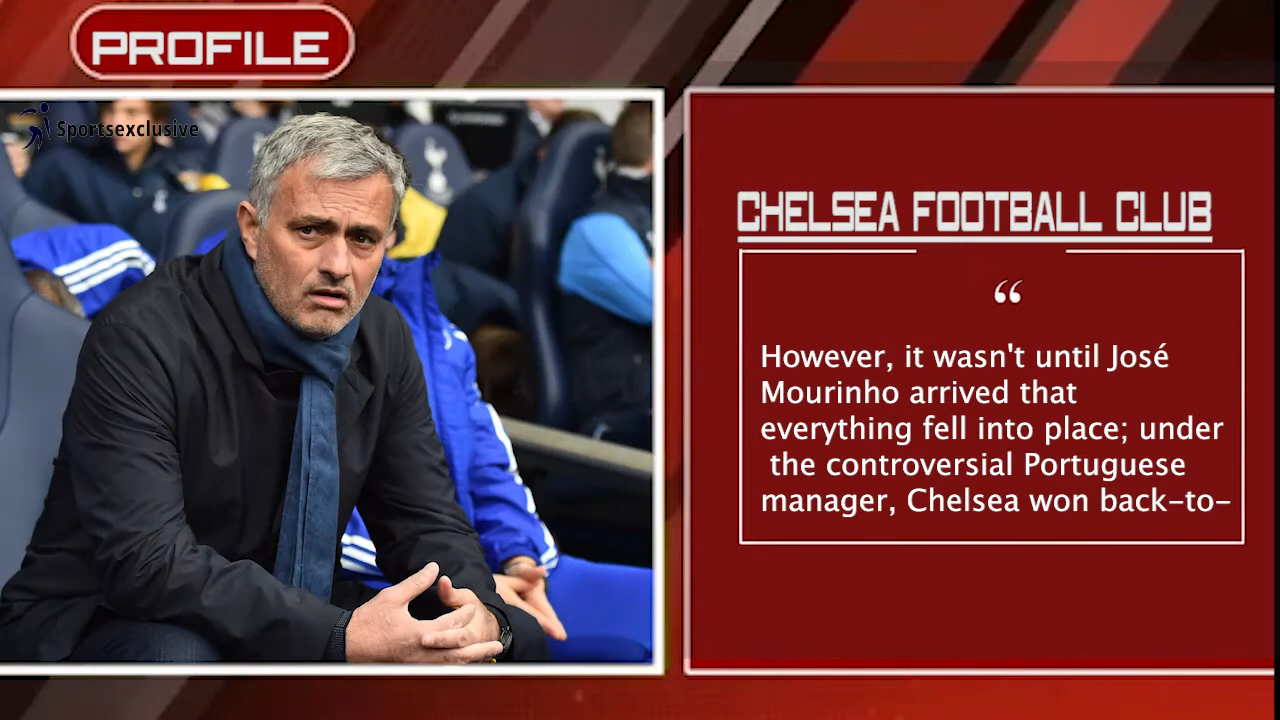 PROFILE
Sportsexclusive
CHELSEA FOOTBALL CLUB
“
However, it wasn't until José
Mourinho arrived that
everything fell into place; under
the controversial Portuguese
manager, Chelsea won back-to-